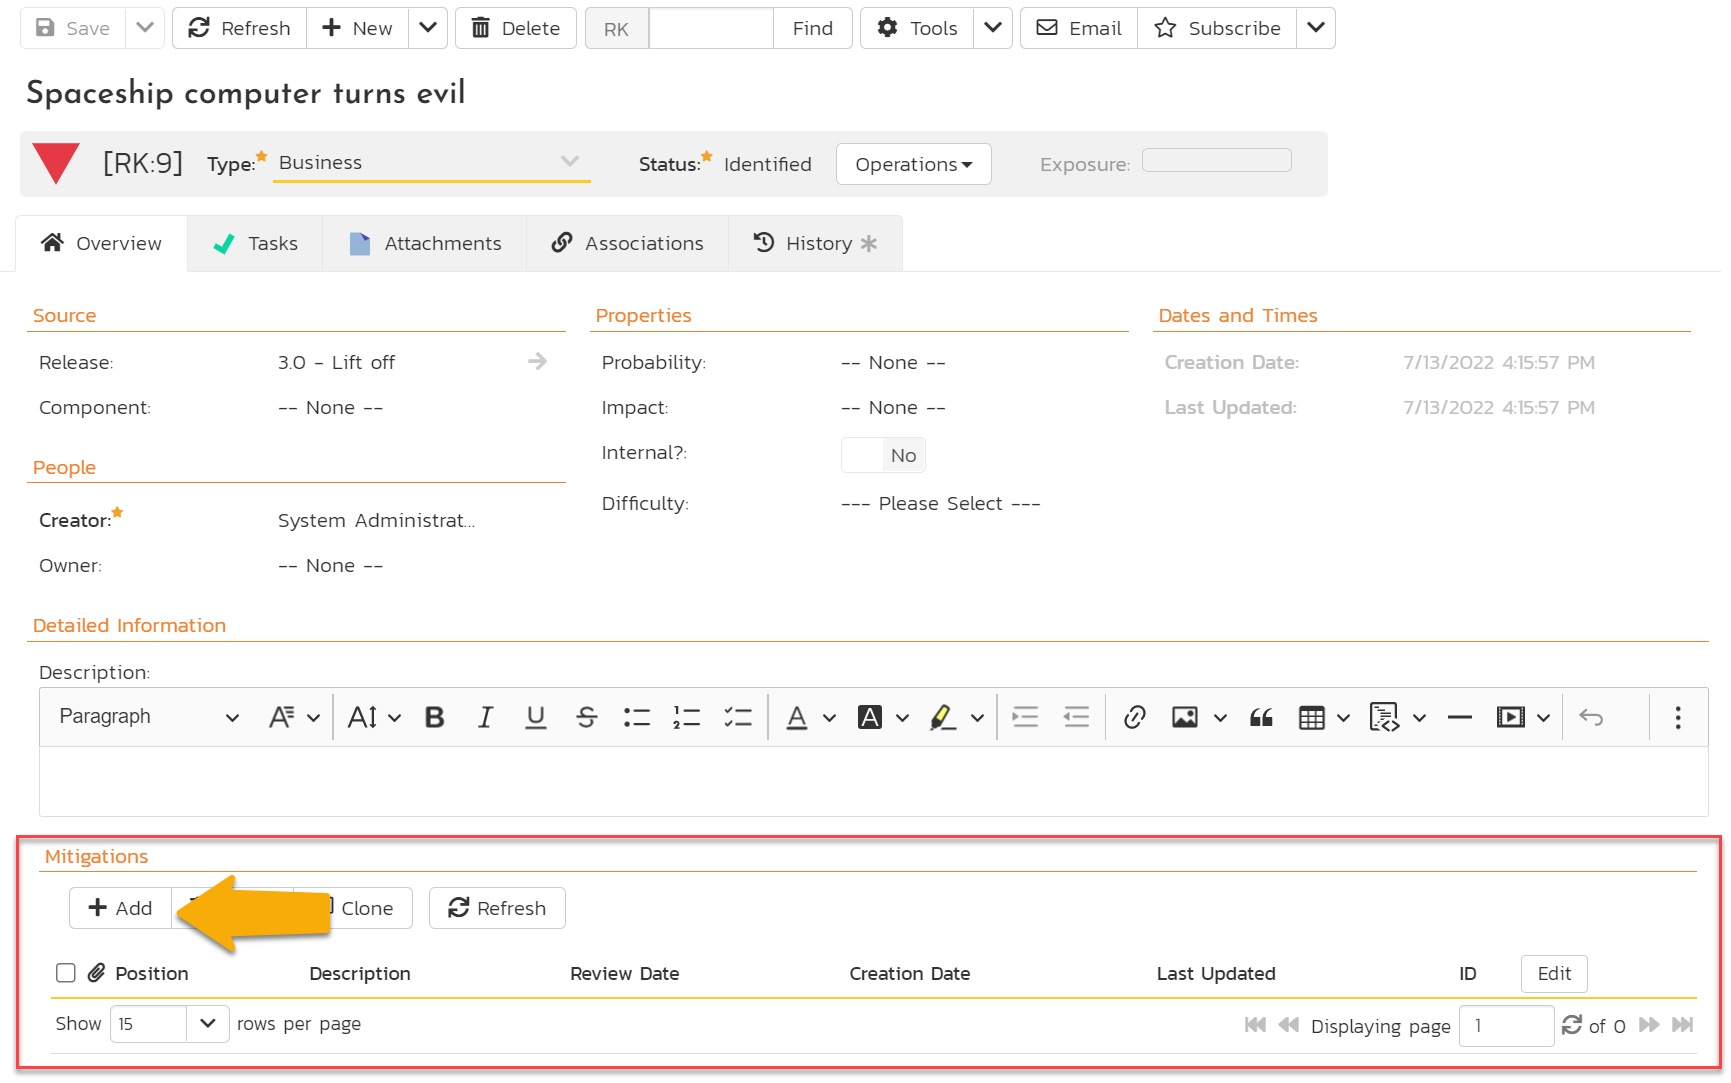 Save Refresh New Delete RK Find Tools Email Subscribe
Spaceship computer turns evil
[RK:9] Type: Business Status: Identified Operations Exposure:
Overview Tasks Attachments Associations History
Source Properties Dates and Times
Release: 3.0 - Lift off Probability: -- None -- Creation Date: 7/13/2022 4:15:57 PM
Component: -- None -- Impact: -- None -- Last Updated: 7/13/2022 4:15:57 PM
Internal?: No
People
Difficulty: --- Please Select ---
Creator: System Administrat...
Owner: -- None --
Detailed Information
Description:
Paragraph
Mitigations
Add Clone Refresh
Position Description Review Date Creation Date Last Updated ID Edit
Show 15 rows per page Displaying page 1 of 0